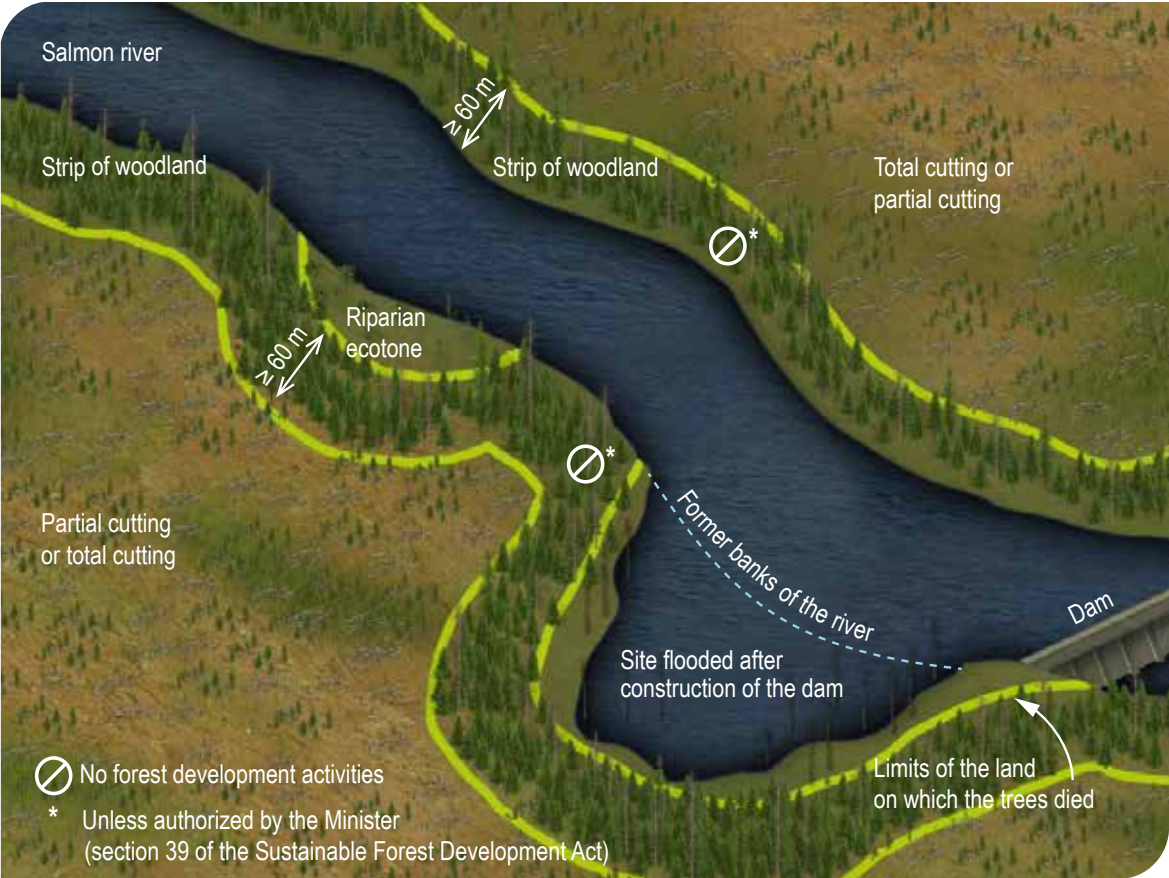 Salmon river
≥ 60 m
Strip of woodland
Strip of woodland
Total cutting or
partial cutting
*
Riparian
ecotone
≥ 60 m
*
Partial cutting
or total cutting
Former banks of the river
Dam
Site flooded after
construction of the dam
No forest development activities
Limits of the land
on which the trees died
* Unless authorized by the Minister
(section 39 of the Sustainable Forest Development Act)